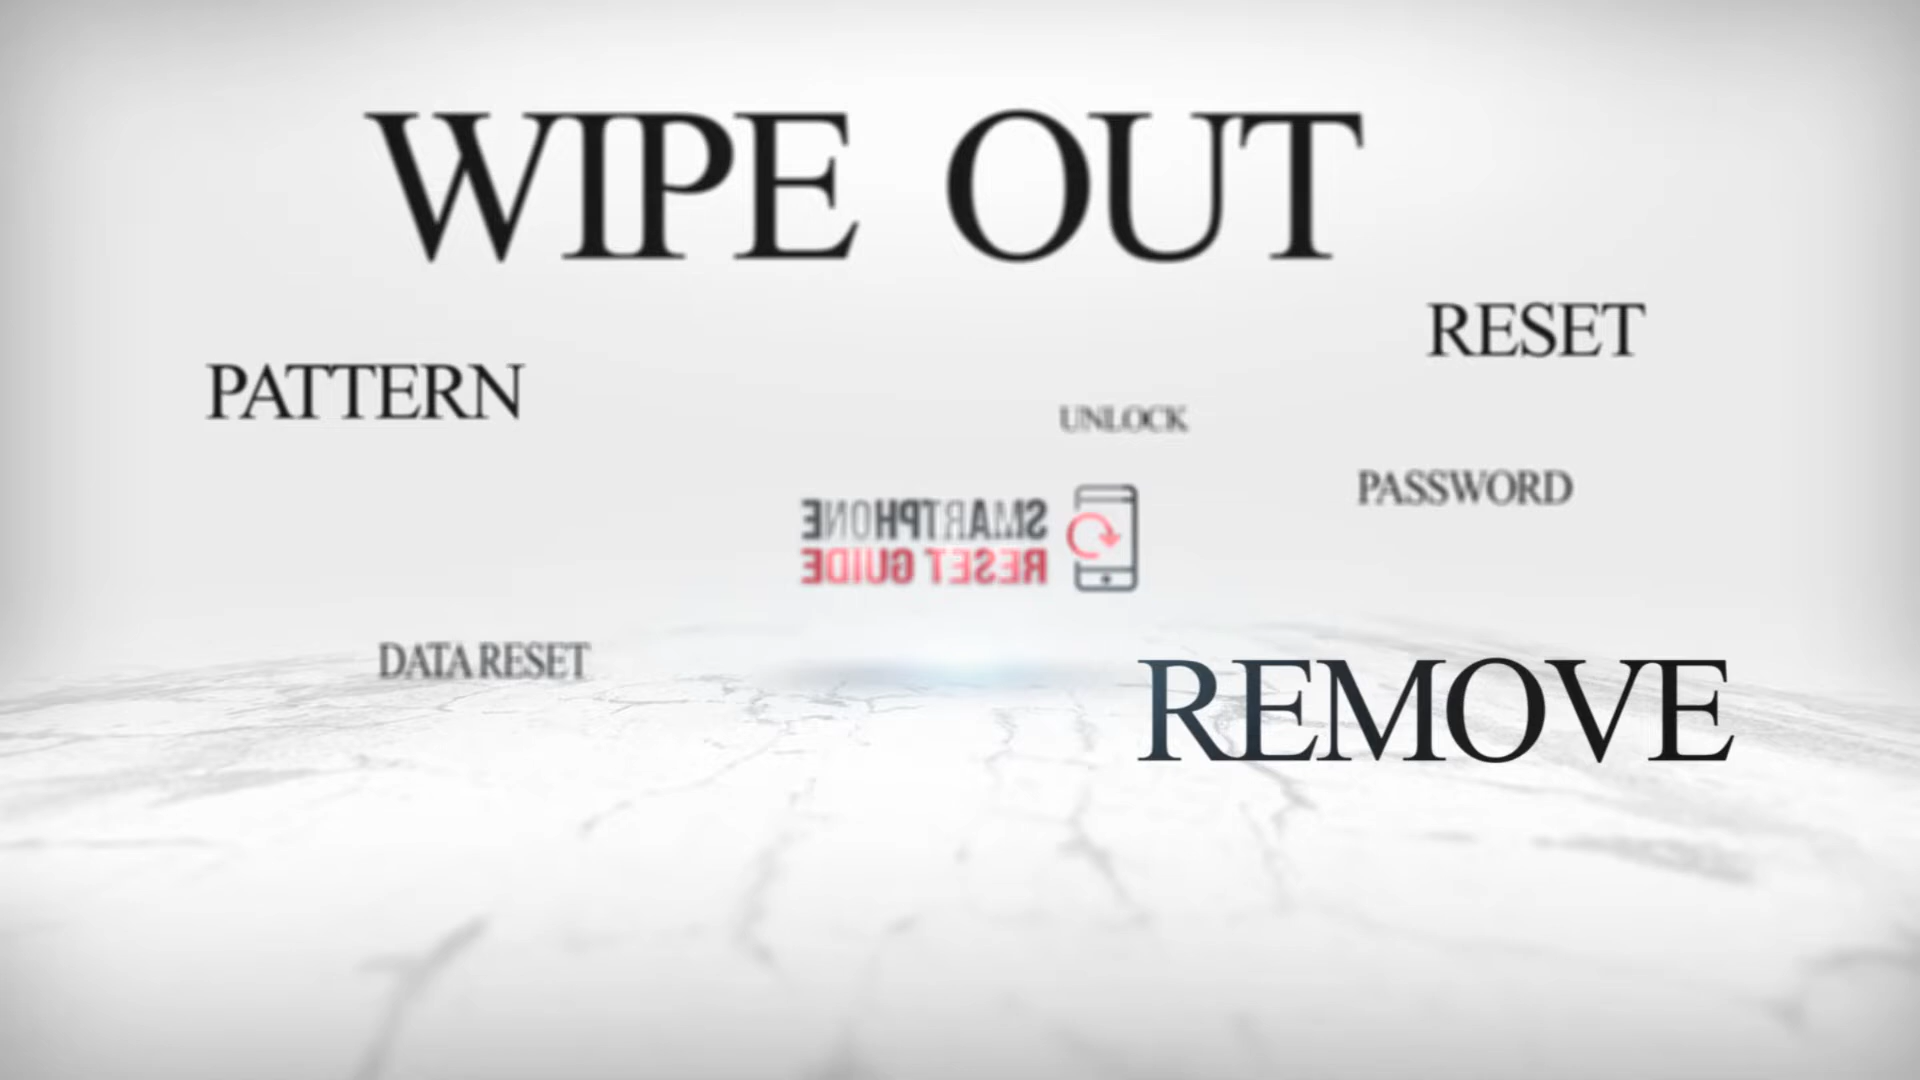 WIPE OUT
RESET
PATTERN
UNLOCK
PASSWORD
SMARTPHONE
RESET GUIDE
DATA RESET
REMOVE